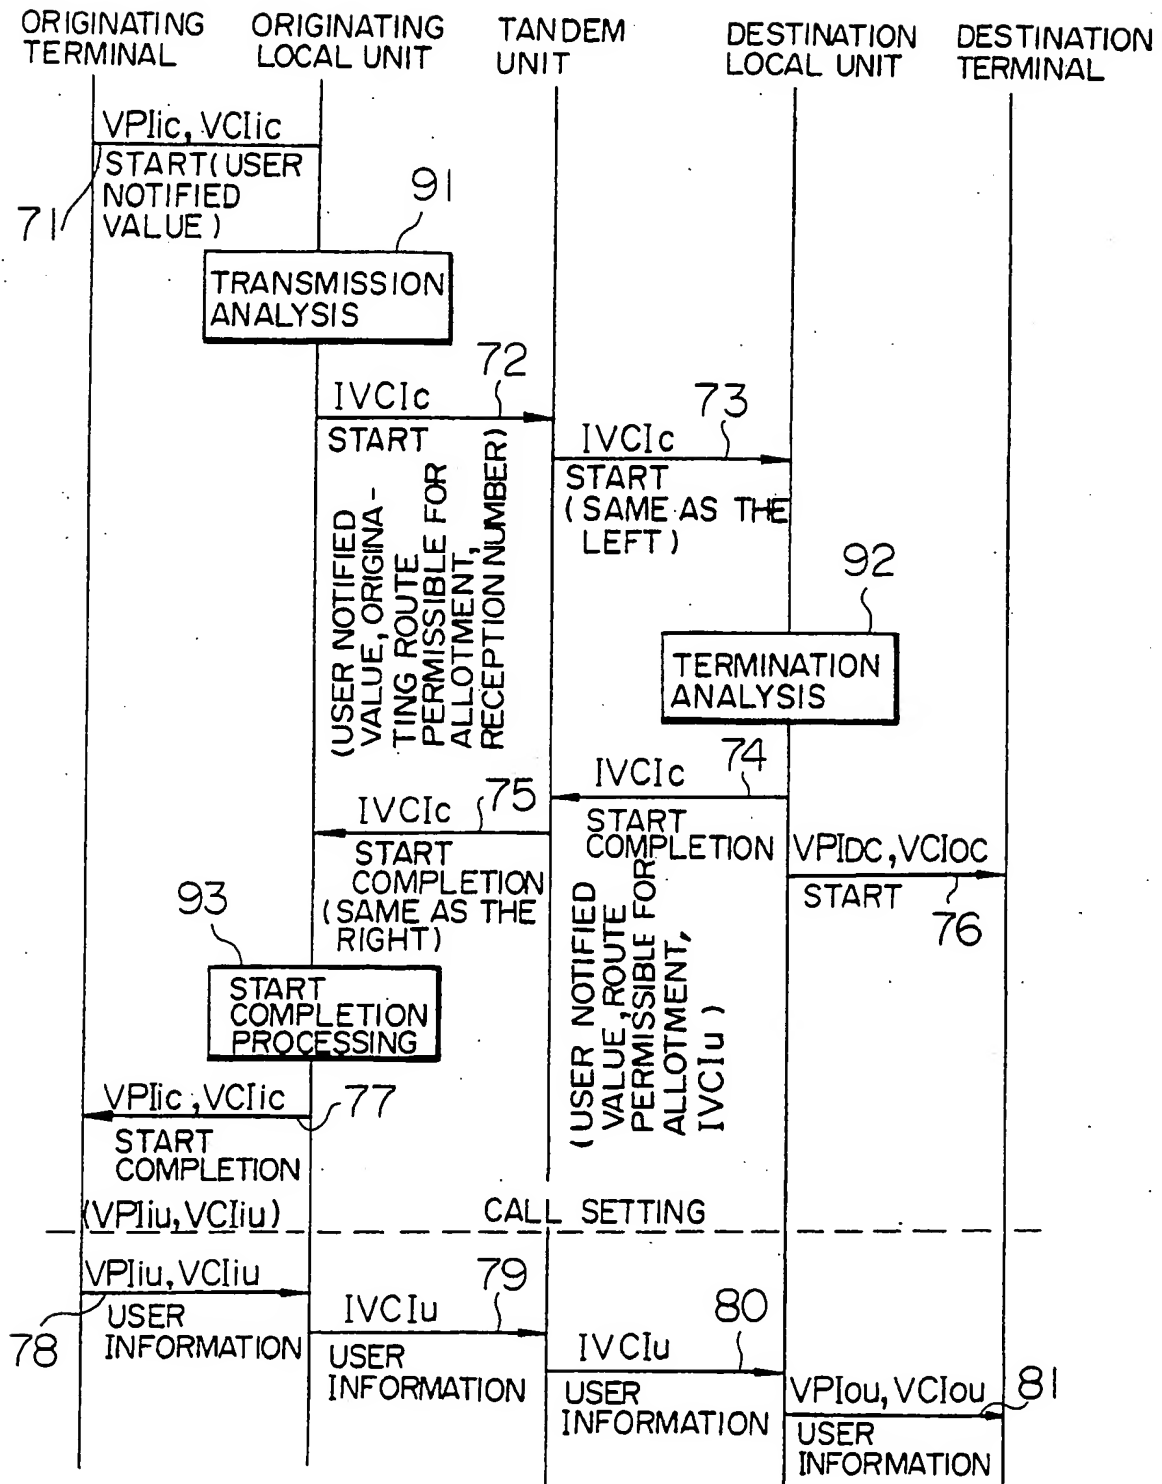 ORIGINATING
TERMINAL
ORIGINATING
LOCAL UNIT
TANDEM
UNIT
DESTINATION
LOCAL UNIT
DESTINATION
TERMINAL
VPIic, VCIic
START(USER
NOTIFIED
VALUE)
71
91
TRANSMISSION
ANALYSIS
IVCIc
72
START
(USER NOTIFIED
VALUE, ORIGINA-
TING ROUTE
PERMISSIBLE FOR
ALLOTMENT,
RECEPTION NUMBER)
IVCIc
73
START
(SAME AS THE
LEFT)
92
TERMINATION
ANALYSIS
IVCIc
74
START
COMPLETION
(USER NOTIFIED
VALUE, ROUTE
PERMISSIBLE FOR
ALLOTMENT,
IVCIu)
IVCIc
75
START
COMPLETION
(SAME AS THE
RIGHT)
VPIDC, VCIOC
START
76
93
START
COMPLETION
PROCESSING
VPIic, VCIic
77
START
COMPLETION
(VPIiu, VCIiu)
CALL SETTING
VPIiu, VCIiu
78
USER
INFORMATION
IVCIu
79
USER
INFORMATION
IVCIu
80
USER
INFORMATION
VPIou, VCIou
81
USER
INFORMATION